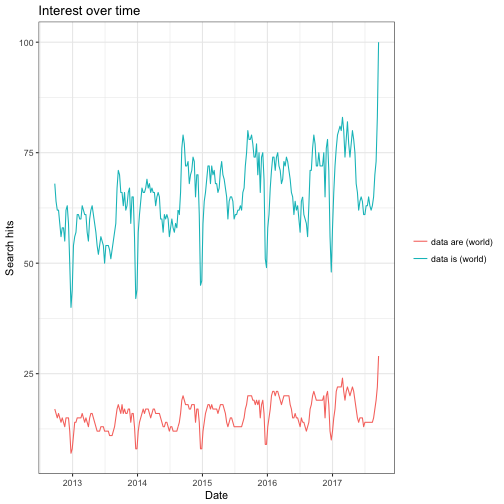 Interest over time
100
75
50
25
Search hits
2013
2014
2015
2016
2017
Date
data are (world)
data is (world)